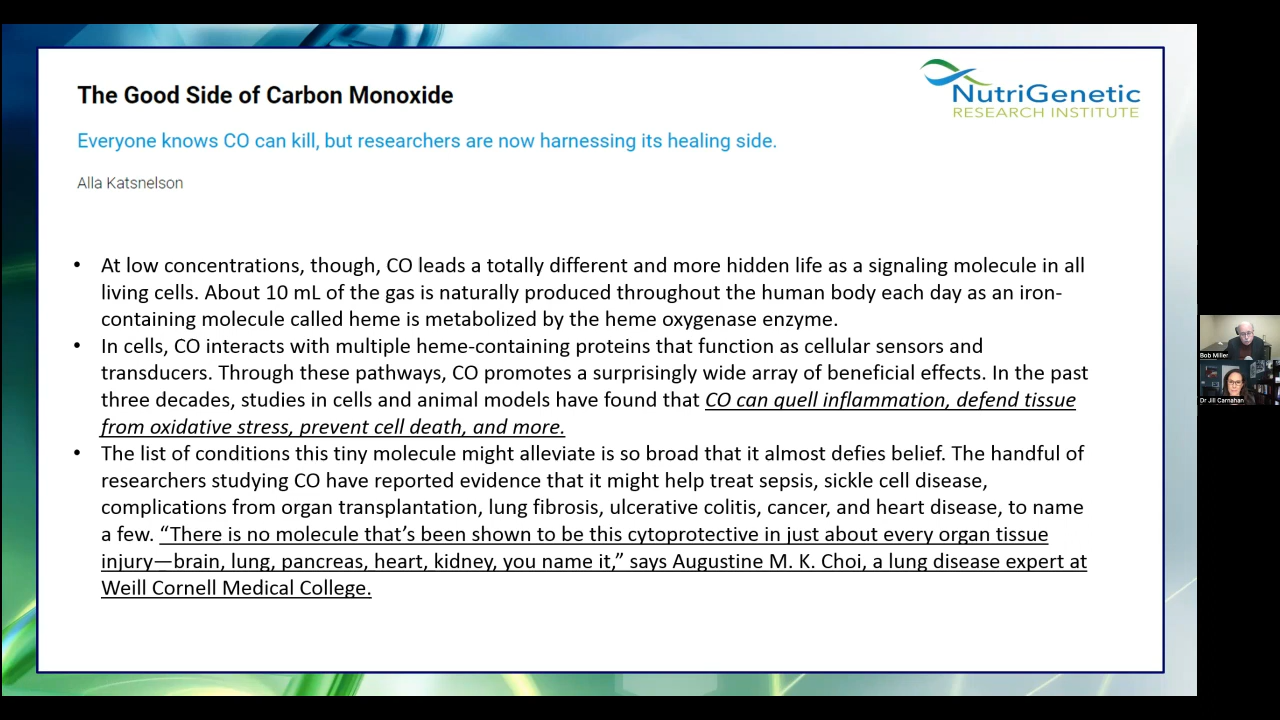 The Good Side of Carbon Monoxide
NutriGenetic
RESEARCH INSTITUTE
Everyone knows CO can kill, but researchers are now harnessing its healing side.
Alla Katsnelson
• At low concentrations, though, CO leads a totally different and more hidden life as a signaling molecule in all
living cells. About 10 mL of the gas is naturally produced throughout the human body each day as an iron-
containing molecule called heme is metabolized by the heme oxygenase enzyme.
• In cells, CO interacts with multiple heme-containing proteins that function as cellular sensors and
transducers. Through these pathways, CO promotes a surprisingly wide array of beneficial effects. In the past
three decades, studies in cells and animal models have found that CO can quell inflammation, defend tissue
from oxidative stress, prevent cell death, and more.
• The list of conditions this tiny molecule might alleviate is so broad that it almost defies belief. The handful of
researchers studying CO have reported evidence that it might help treat sepsis, sickle cell disease,
complications from organ transplantation, lung fibrosis, ulcerative colitis, cancer, and heart disease, to name
a few. “There is no molecule that’s been shown to be this cytoprotective in just about every organ tissue
injury—brain, lung, pancreas, heart, kidney, you name it,” says Augustine M. K. Choi, a lung disease expert at
Weill Cornell Medical College.
Bob Miller
Dr Jill Carnahan